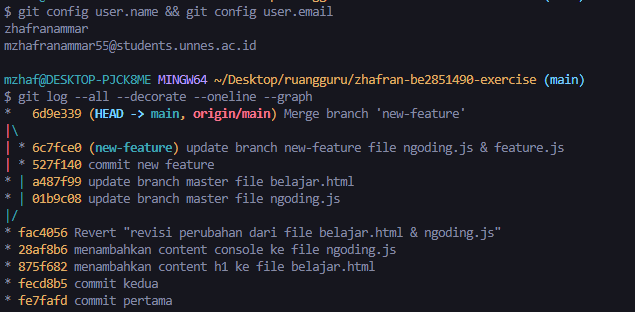 $ git config user.name && git config user.email
zhafranammar
mzhafranammar55@students.unnes.ac.id
mzhaf@DESKTOP-PJCK8ME MINGW64 ~/Desktop/ruangguru/zhafran-be2851490-exercise (main)
$ git log --all --decorate --oneline --graph
*   6d9e339 (HEAD -> main, origin/main) Merge branch 'new-feature'
|\
| * 6c7fce0 (new-feature) update branch new-feature file ngoding.js & feature.js
| * 527f140 commit new feature
* | a487f99 update branch master file belajar.html
* | 01b9c08 update branch master file ngoding.js
|/
* fac4056 Revert "revisi perubahan dari file belajar.html & ngoding.js"
* 28af8b6 menambahkan content console ke file ngoding.js
* 875f682 menambahkan content h1 ke file belajar.html
* fecd8b5 commit kedua
* fe7fafd commit pertama